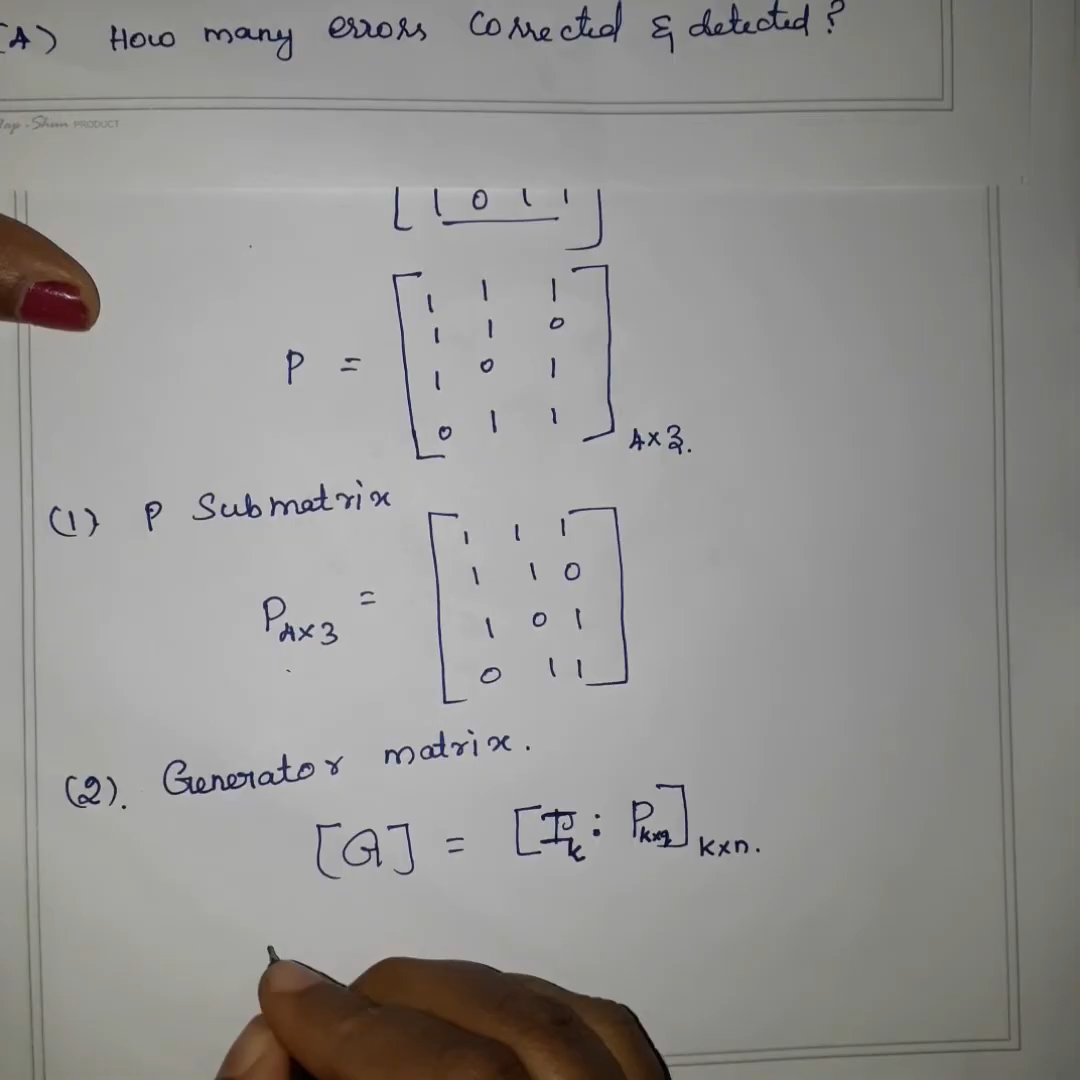 (4) How many errors corrected & detected?
PRODUCT
[ 1 0 1 1 ]
1 1 1
1 1 0
P = 1 0 1
0 1 1 4×3.
(1) P Submatrix
1 1 1
1 1 0
P4×3 = 1 0 1
0 1 1
(2). Generator matrix.
[G] = [Ik : Pk×q] k×n.